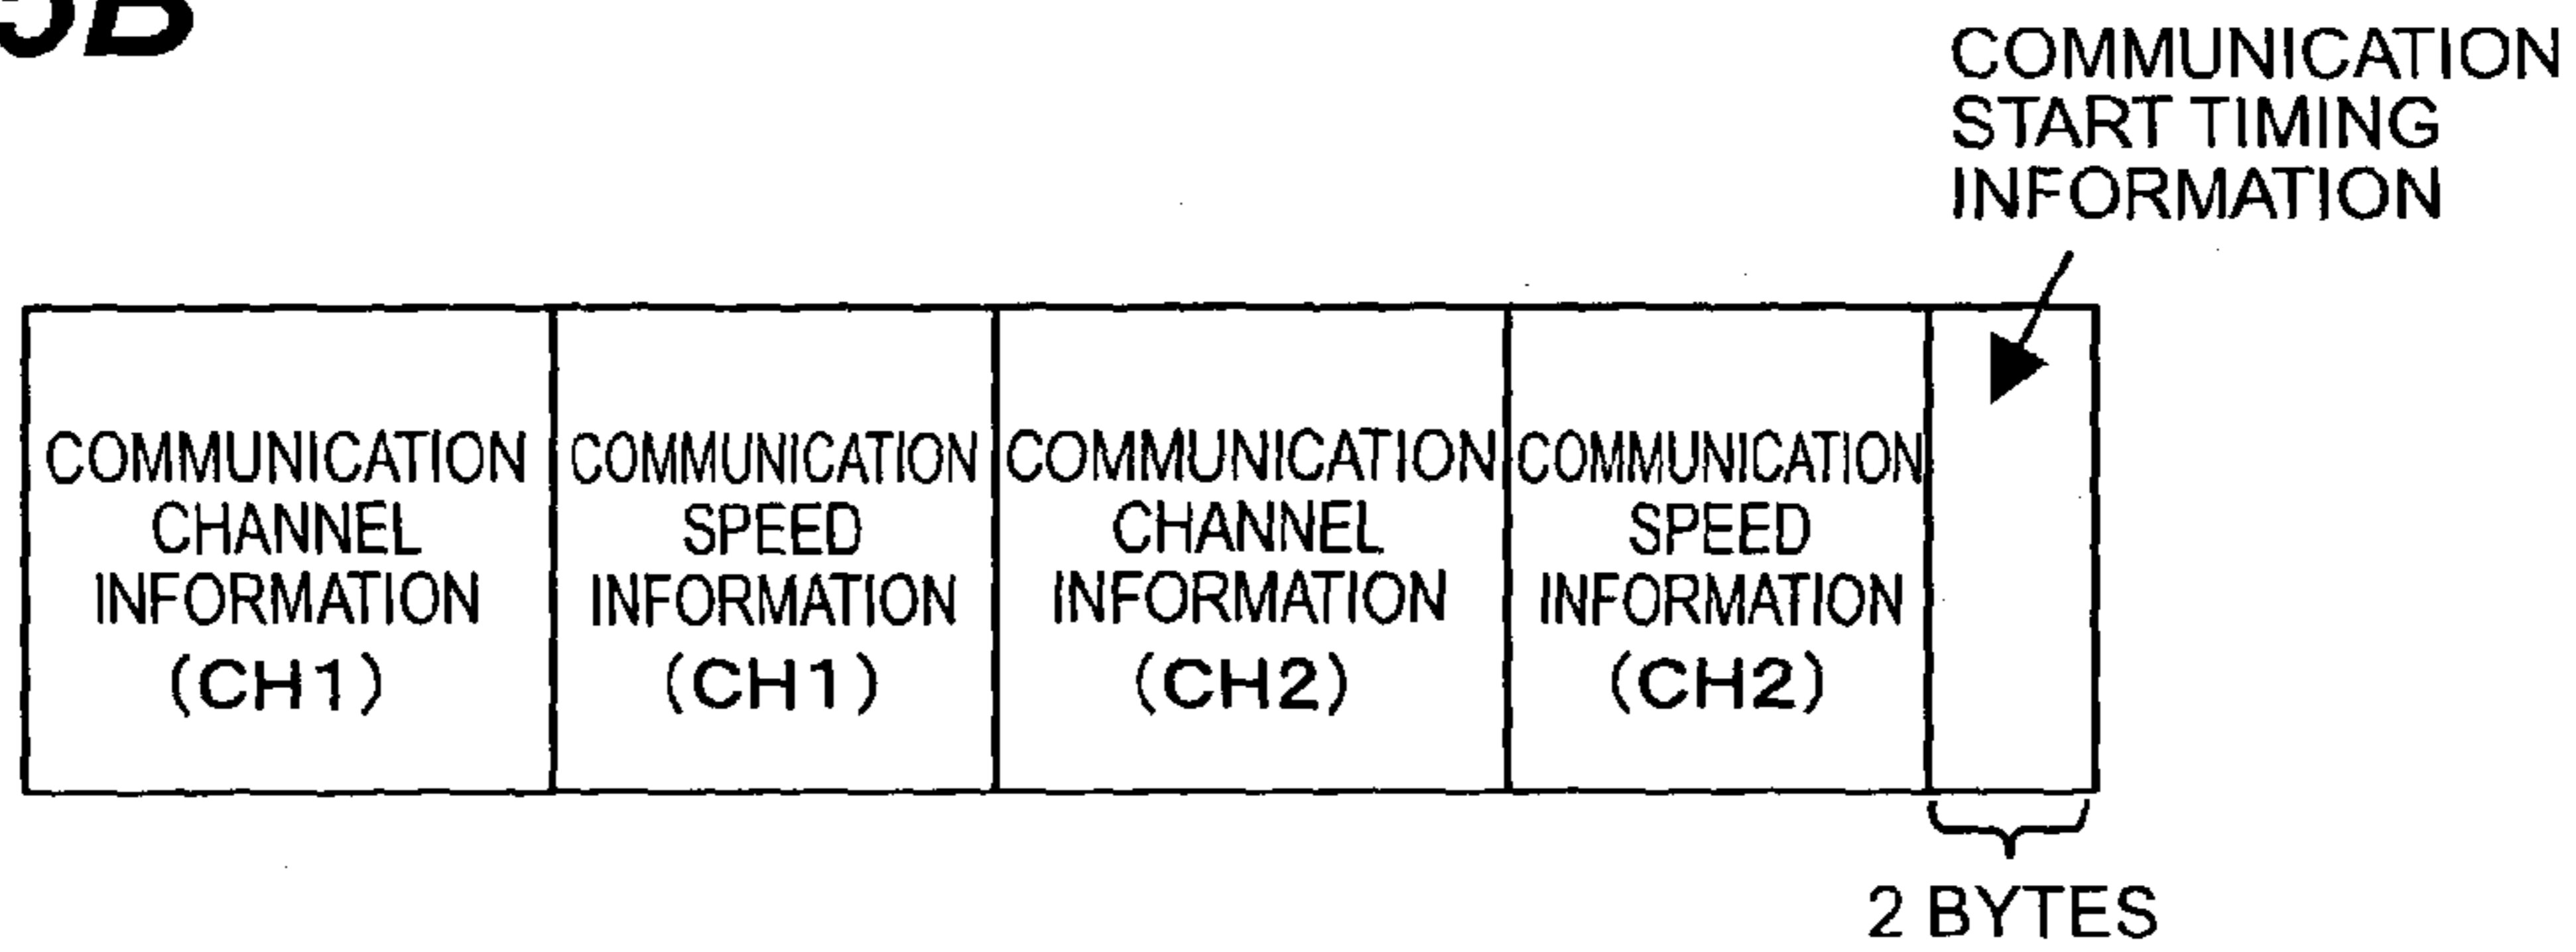 5B
COMMUNICATION
START TIMING
INFORMATION
COMMUNICATION
CHANNEL
INFORMATION
(CH1)
COMMUNICATION
SPEED
INFORMATION
(CH1)
COMMUNICATION
CHANNEL
INFORMATION
(CH2)
COMMUNICATION
SPEED
INFORMATION
(CH2)
2 BYTES